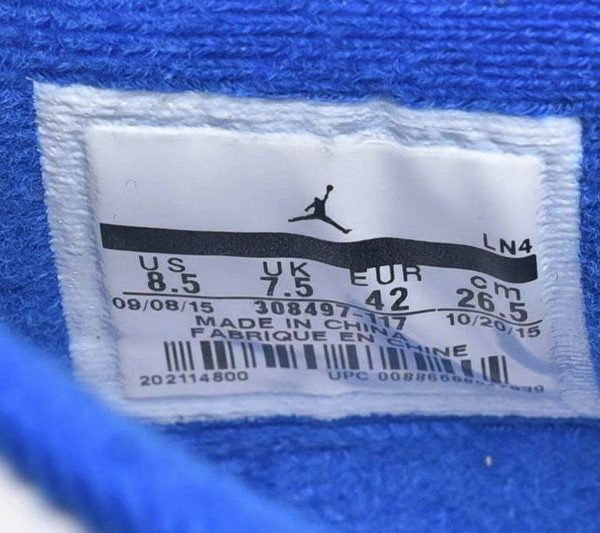 LN4
US UK EUR cm
8.5 7.5 42 26.5
09/08/15 308497-117 10/20/15
MADE IN CHINA
FABRIQUE EN CHINE
202114800 UPC